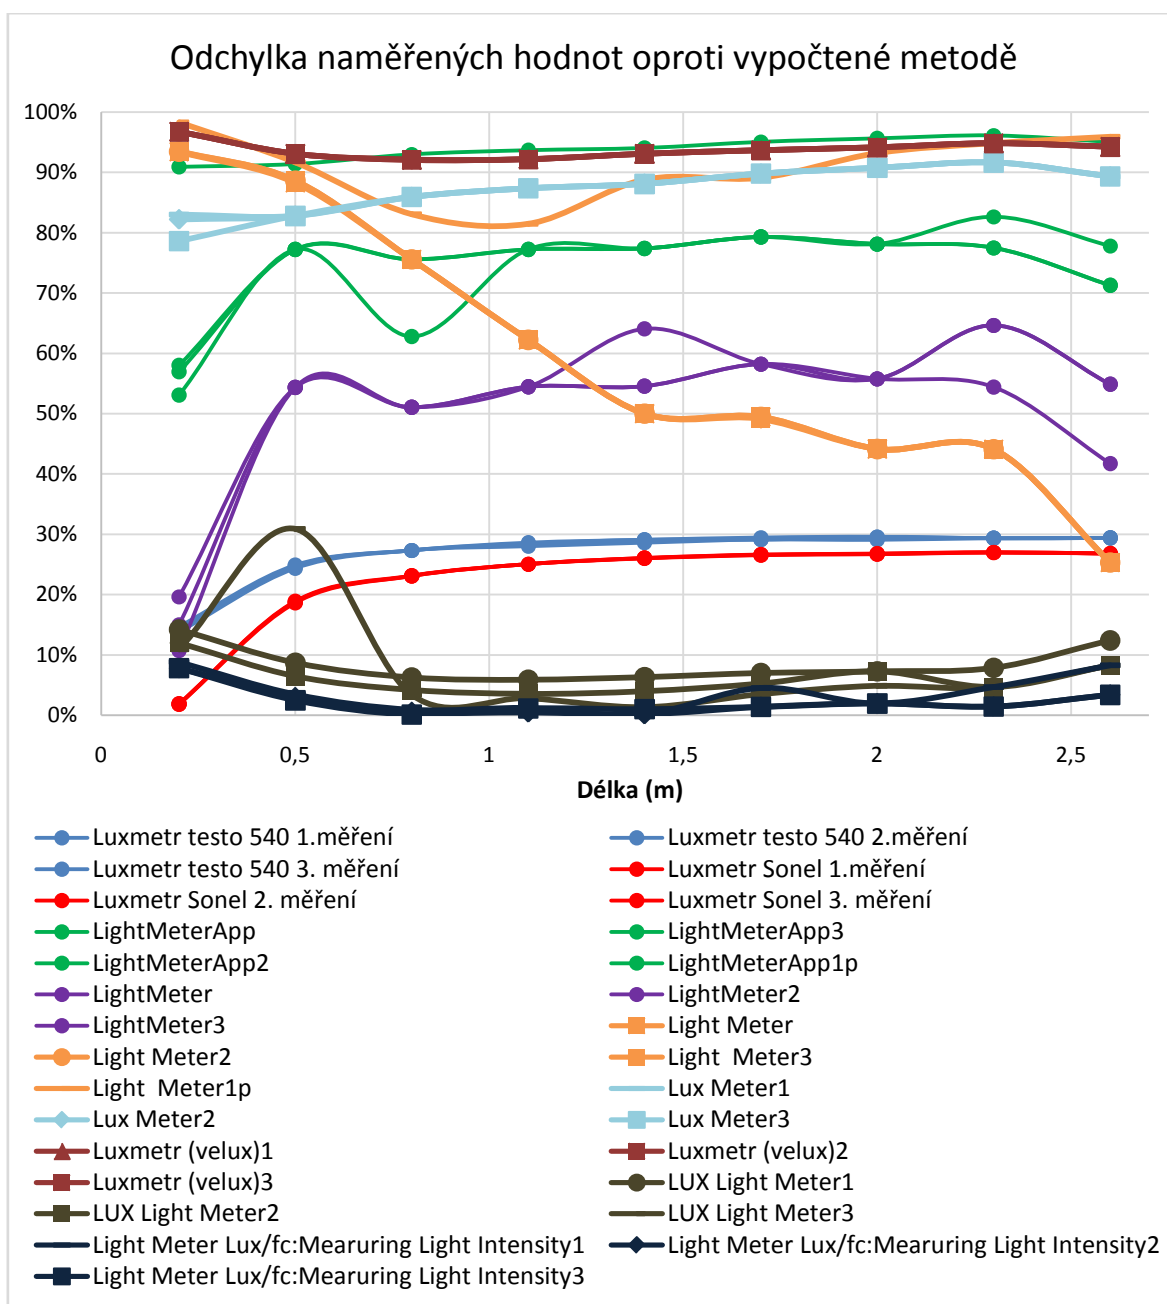 Odchylka naměřených hodnot oproti vypočtené metodě
100%
90%
80%
70%
60%
50%
40%
30%
20%
10%
0%
0 0,5 1 1,5 2 2,5
Délka (m)
Luxmetr testo 540 1.měření Luxmetr testo 540 2.měření
Luxmetr testo 540 3. měření Luxmetr Sonel 1.měření
Luxmetr Sonel 2. měření Luxmetr Sonel 3. měření
LightMeterApp LightMeterApp3
LightMeterApp2 LightMeterApp1p
LightMeter LightMeter2
LightMeter3 Light Meter
Light Meter2 Light  Meter3
Light  Meter1p Lux Meter1
Lux Meter2 Lux Meter3
Luxmetr (velux)1 Luxmetr (velux)2
Luxmetr (velux)3 LUX Light Meter1
LUX Light Meter2 LUX Light Meter3
Light Meter Lux/fc:Mearuring Light Intensity1 Light Meter Lux/fc:Mearuring Light Intensity2
Light Meter Lux/fc:Mearuring Light Intensity3